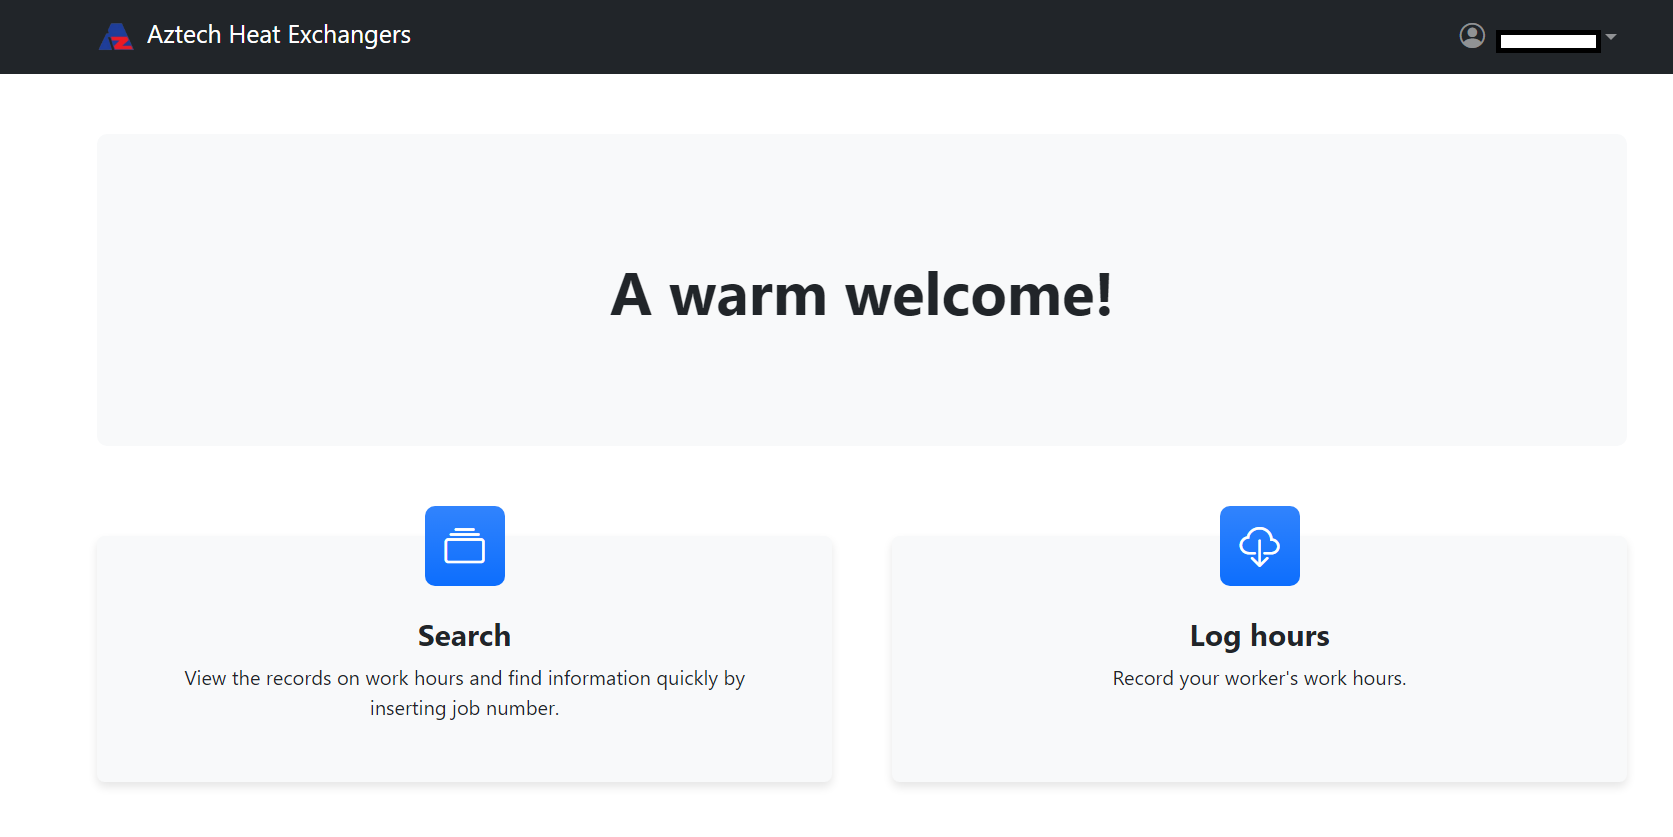 Aztech Heat Exchangers
A warm welcome!
Search
View the records on work hours and find information quickly by
inserting job number.
Log hours
Record your worker's work hours.